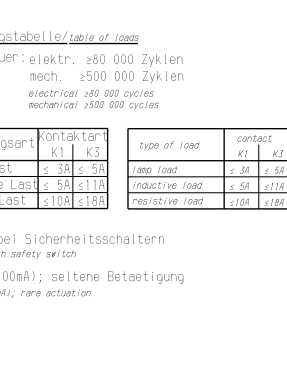 gstabelle/table of loads
uer: elektr. ≥80 000 Zyklen
mech. ≥500 000 Zyklen
electrical ≥80 000 cycles
mechanical ≥500 000 cycles
gsart Kontaktart
K1 K3
st ≤ 3A ≤ 5A
e Last ≤ 5A ≤11A
Last ≤10A ≤18A
type of load contact
K1 K3
lamp load ≤ 3A ≤ 5A
inductive load ≤ 5A ≤11A
resistive load ≤10A ≤18A
bei Sicherheitsschaltern
h safety switch
00mA); seltene Betaetigung
A); rare actuation